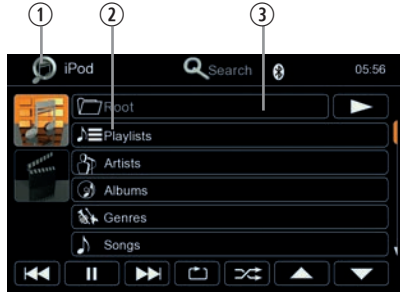 1 2 3
iPod Search 05:56
Root
Playlists
Artists
Albums
Genres
Songs